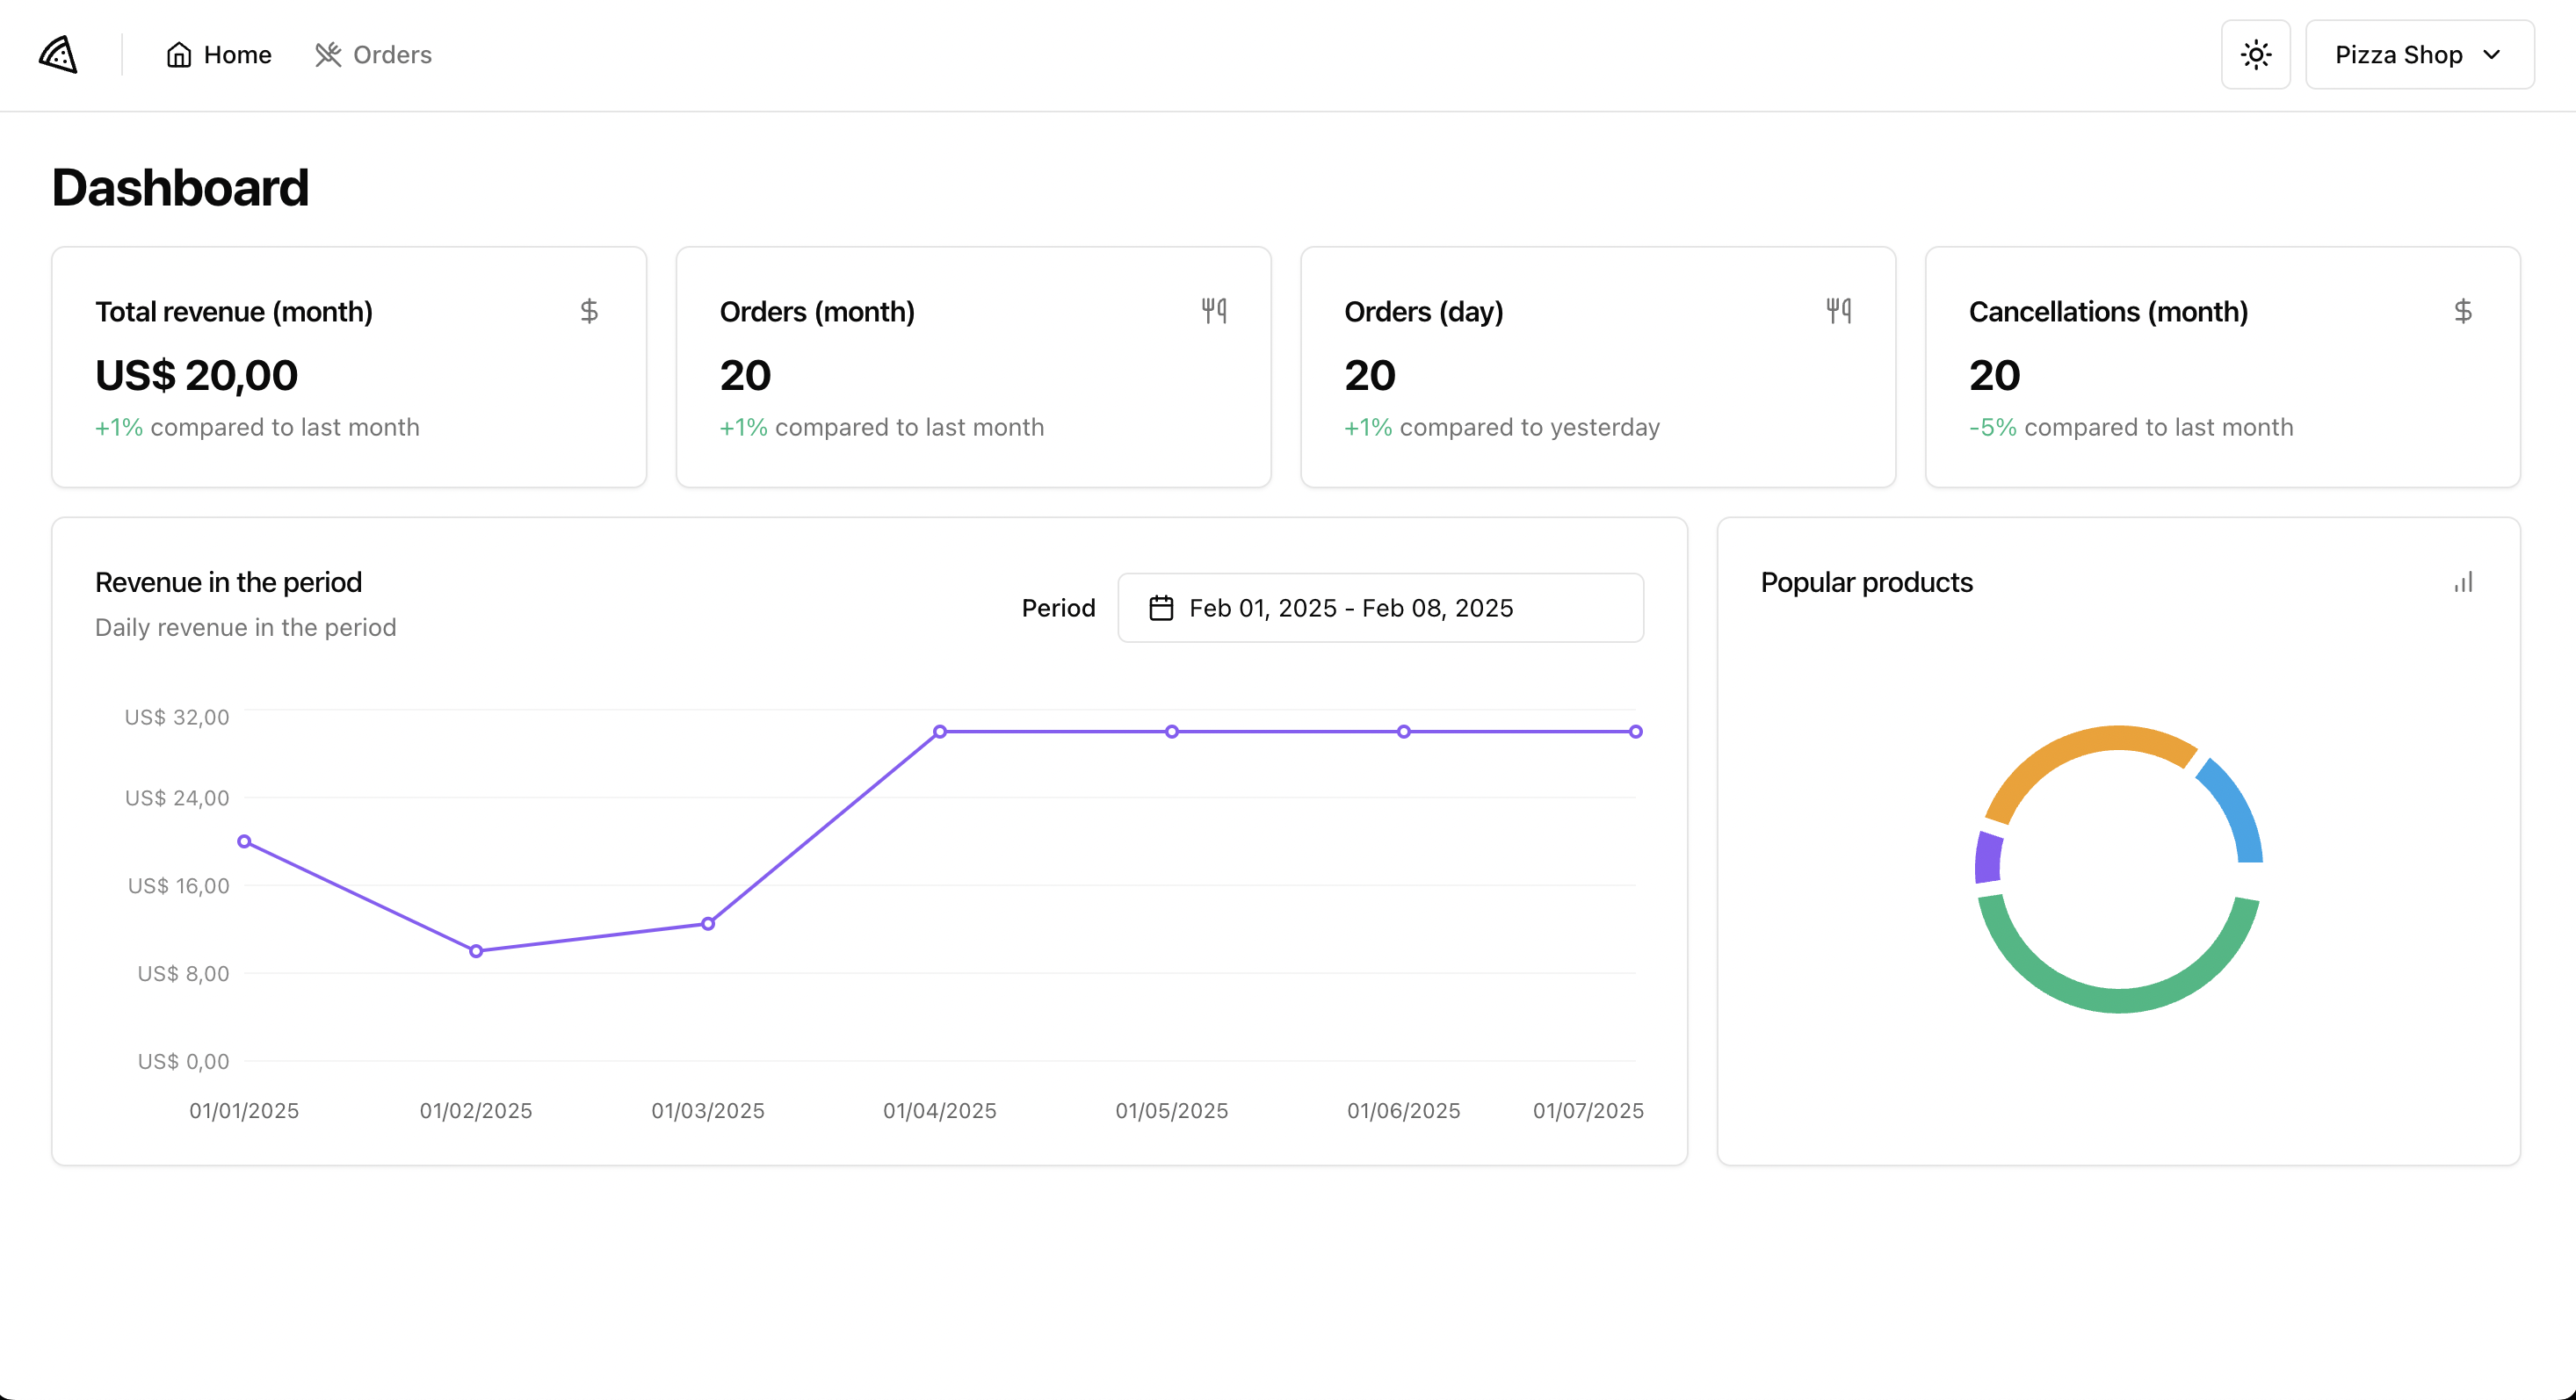 Home
Orders
Pizza Shop
Dashboard
Total revenue (month)
US$ 20,00
+1% compared to last month
Orders (month)
20
+1% compared to last month
Orders (day)
20
+1% compared to yesterday
Cancellations (month)
20
-5% compared to last month
Revenue in the period
Daily revenue in the period
Period
Feb 01, 2025 - Feb 08, 2025
US$ 32,00
US$ 24,00
US$ 16,00
US$ 8,00
US$ 0,00
01/01/2025
01/02/2025
01/03/2025
01/04/2025
01/05/2025
01/06/2025
01/07/2025
Popular products